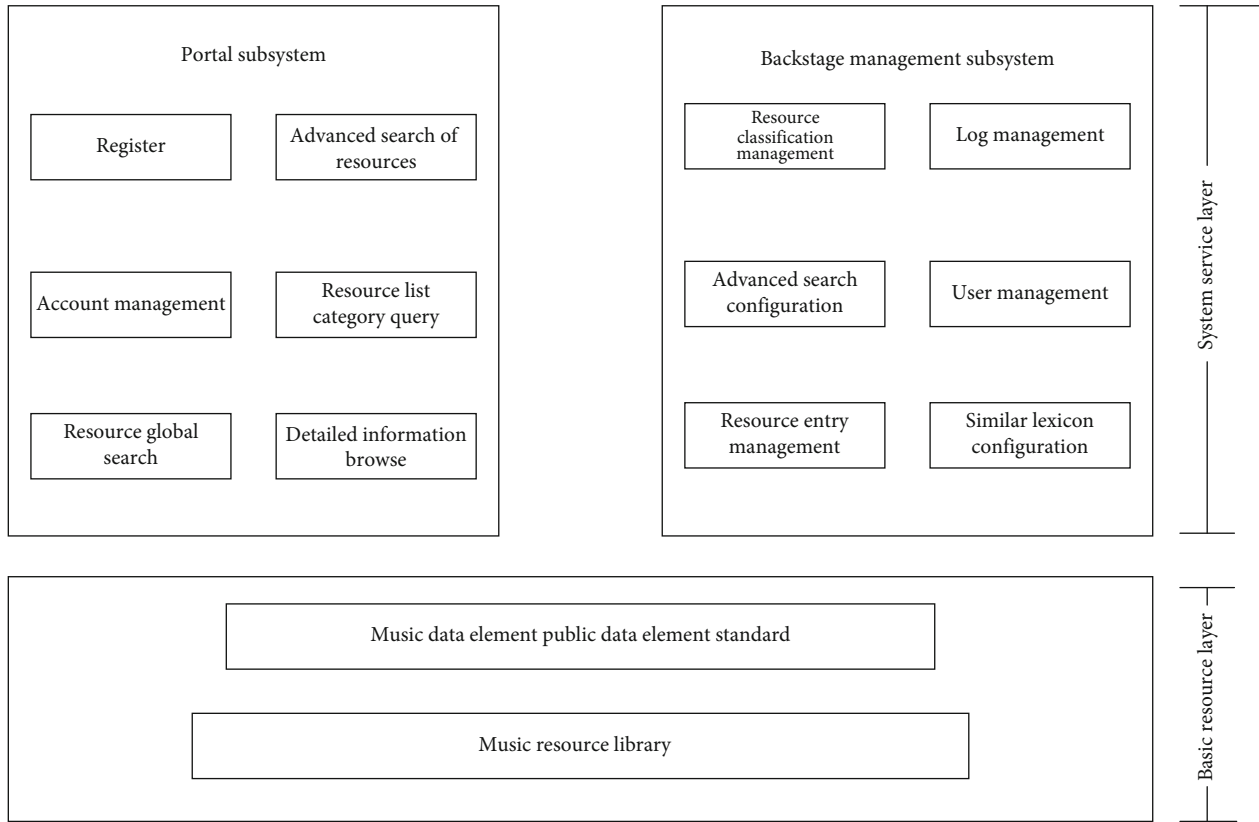 Portal subsystem
Register
Advanced search of
resources
Account management
Resource list
category query
Resource global
search
Detailed information
browse
Backstage management subsystem
Resource
classification
management
Log management
Advanced search
configuration
User management
Resource entry
management
Similar lexicon
configuration
System service layer
Music data element public data element standard
Music resource library
Basic resource layer